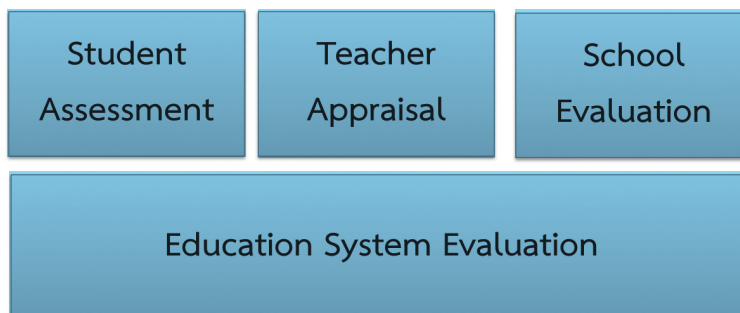 Student
Assessment
Teacher
Appraisal
School
Evaluation
Education System Evaluation